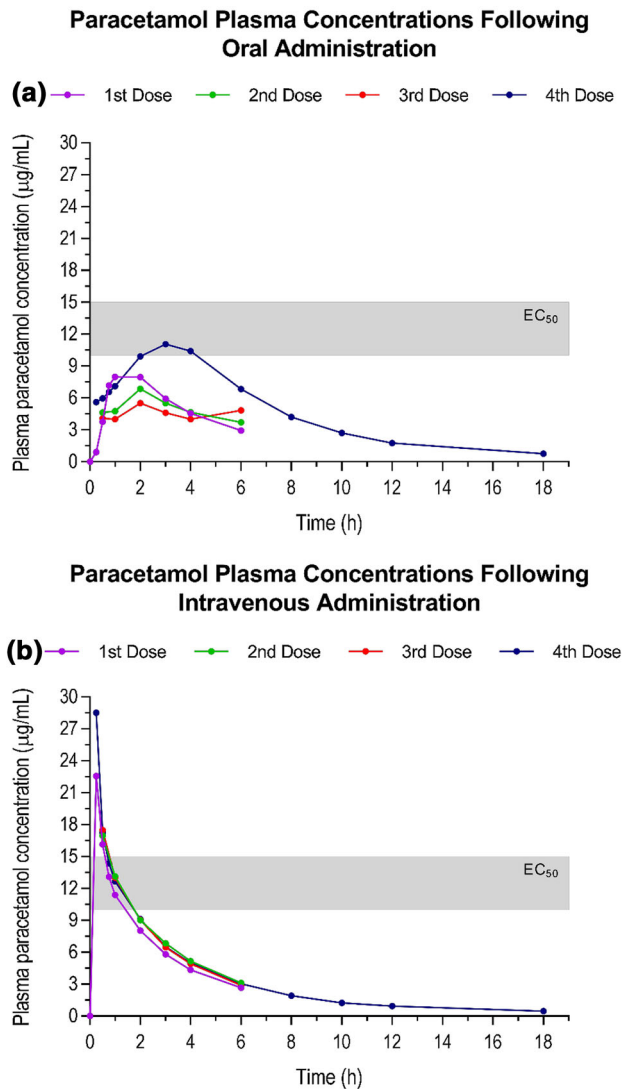 Paracetamol Plasma Concentrations Following
Oral Administration
(a)
1st Dose 2nd Dose 3rd Dose 4th Dose
Plasma paracetamol concentration (µg/mL)
30
27
24
21
18
15
12
9
6
3
0
EC₅₀
0 2 4 6 8 10 12 14 16 18
Time (h)
Paracetamol Plasma Concentrations Following
Intravenous Administration
(b)
1st Dose 2nd Dose 3rd Dose 4th Dose
Plasma paracetamol concentration (µg/mL)
30
27
24
21
18
15
12
9
6
3
0
EC₅₀
0 2 4 6 8 10 12 14 16 18
Time (h)